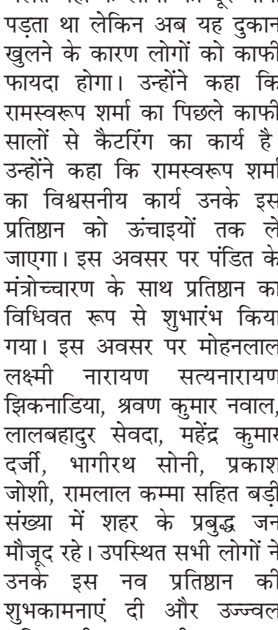 पड़ता था लेकिन अब यह दुकान
खुलने के कारण लोगों को काफी
फायदा होगा। उन्होंने कहा कि
रामस्वरूप शर्मा का पिछले काफी
सालों से कैटरिंग का कार्य है
उन्होंने कहा कि रामस्वरूप शर्मा
का विश्वसनीय कार्य उनके इस
प्रतिष्ठान को ऊंचाइयों तक ले
जाएगा। इस अवसर पर पंडित के
मंत्रोच्चारण के साथ प्रतिष्ठान का
विधिवत रूप से शुभारंभ किया
गया। इस अवसर पर मोहनलाल
लक्ष्मी नारायण सत्यनारायण
झिकनाडिया, श्रवण कुमार नवाल,
लालबहादुर सेवदा, महेंद्र कुमार
दर्जी, भागीरथ सोनी, प्रकाश
जोशी, रामलाल कम्मा सहित बड़ी
संख्या में शहर के प्रबुद्ध जन
मौजूद रहे। उपस्थित सभी लोगों ने
उनके इस नव प्रतिष्ठान की
शुभकामनाएं दी और उज्ज्वल